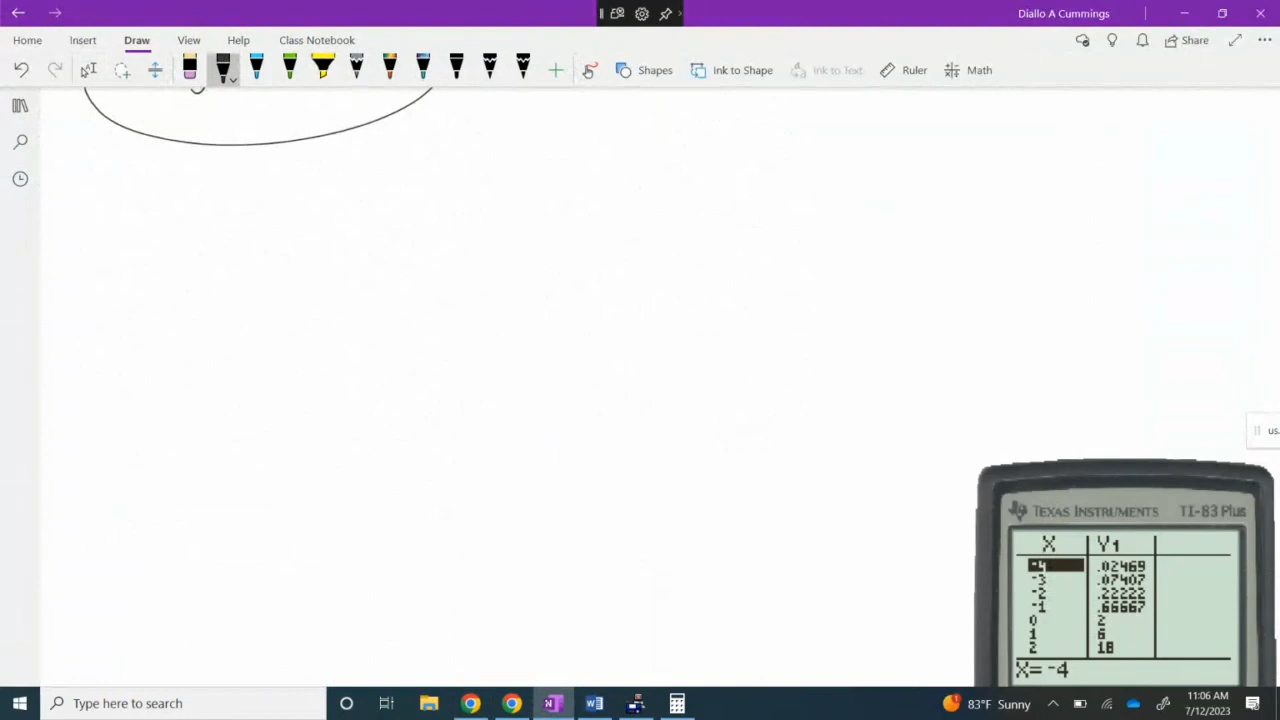 Diallo A Cummings
Home Insert Draw View Help Class Notebook
Share
Shapes Ink to Shape Ink to Text Ruler Math
us.
TEXAS INSTRUMENTS TI-83 Plus
X Y1
-4 .02469
-3 .07407
-2 .22222
-1 .66667
0 2
1 6
2 18
X= -4
Type here to search
83°F Sunny
11:06 AM
7/12/2023